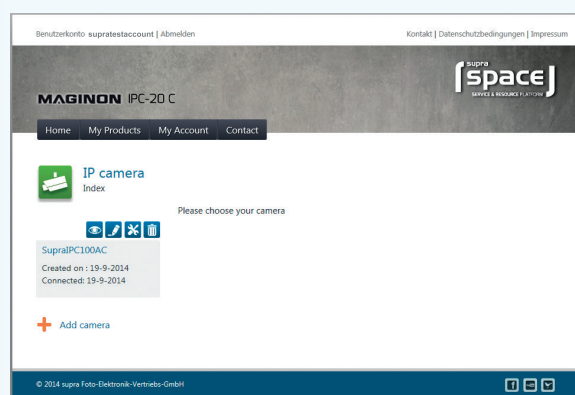 Benutzerkonto supratestaccount | Abmelden
Kontakt | Datenschutzbedingungen | Impressum
supra
space
SERVICE & RESOURCE PLATFORM
MAGINON IPC-20 C
Home My Products My Account Contact
IP camera
Index
Please choose your camera
SupraIPC100AC
Created on : 19-9-2014
Connected: 19-9-2014
Add camera
© 2014 supra Foto-Elektronik-Vertriebs-GmbH